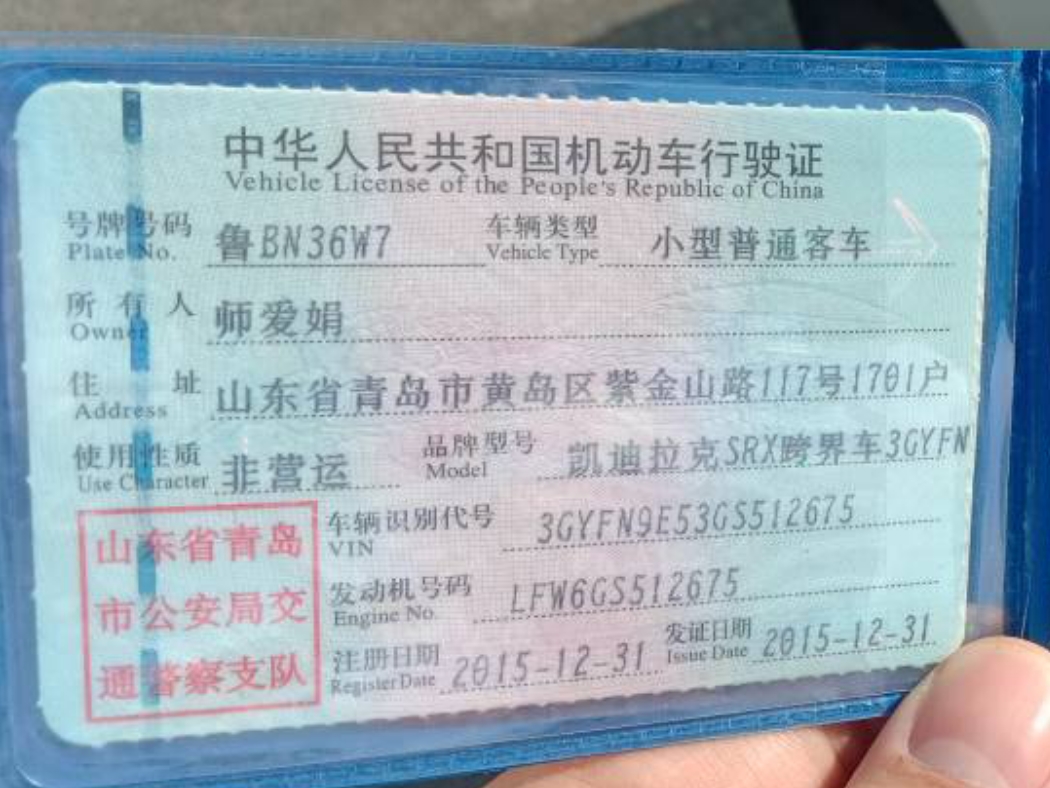 中华人民共和国机动车行驶证
Vehicle License of the People's Republic of China
号牌号码 鲁BN36W7 车辆类型 小型普通客车
Plate No. Vehicle Type
所有人 师爱娟
Owner
住址 山东省青岛市黄岛区紫金山路117号1701户
Address
使用性质 非营运 品牌型号 凯迪拉克SRX跨界车3GYFN
Use Character Model
山东省青岛
市公安局交
通警察支队
车辆识别代号 3GYFN9E53GS512675
VIN
发动机号码 LFW6GS512675
Engine No.
注册日期 2015-12-31 发证日期 2015-12-31
Register Date Issue Date